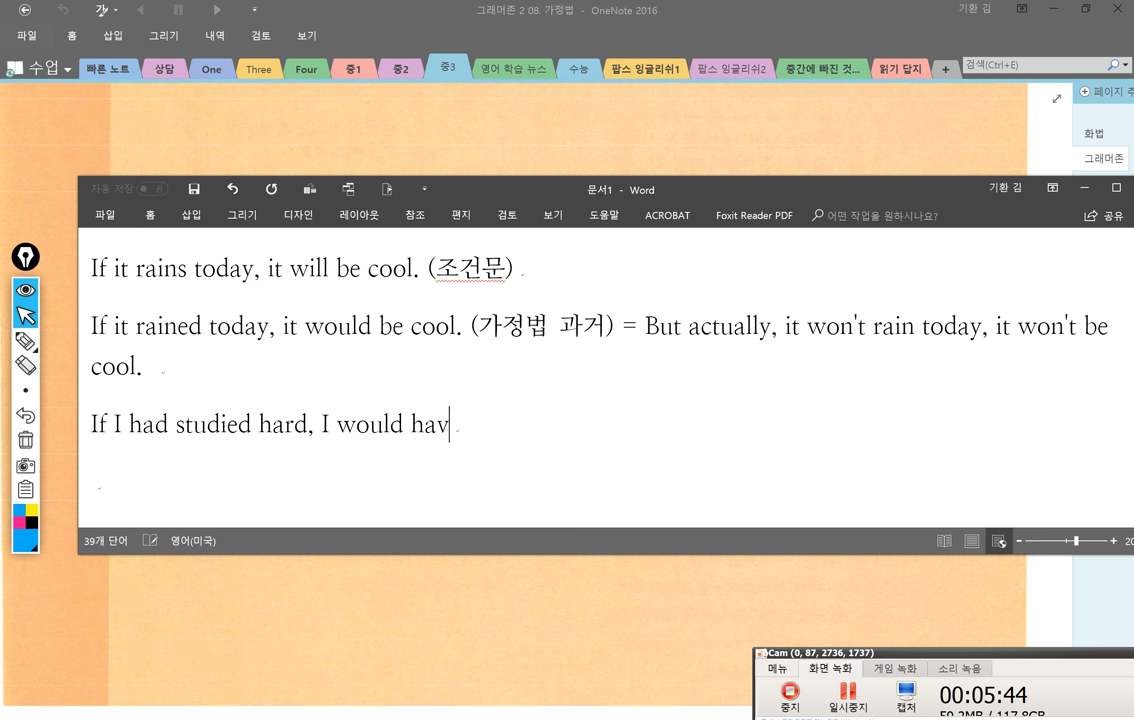 그래머존 2 08. 가정법 - OneNote 2016
기환 김
파일 홈 삽입 그리기 내역 검토 보기
수업 빠른 노트 상담 One Three Four 중1 중2 중3 영어 학습 뉴스 수능 팝스 잉글리쉬1 팝스 잉글리쉬2 중간에 빠진 것... 읽기 답지 + 검색(Ctrl+E)
페이지 추
화법
그래머존
자동 저장 문서1 - Word 기환 김
파일 홈 삽입 그리기 디자인 레이아웃 참조 편지 검토 보기 도움말 ACROBAT Foxit Reader PDF 어떤 작업을 원하시나요? 공유
If it rains today, it will be cool. (조건문)
If it rained today, it would be cool. (가정법 과거) = But actually, it won't rain today, it won't be
cool.
If I had studied hard, I would hav
39개 단어 영어(미국) 20
oCam (0, 87, 2736, 1737)
메뉴 화면 녹화 게임 녹화 소리 녹음
중지 일시중지 캡처 00:05:44
59.2MB / 117.8GB